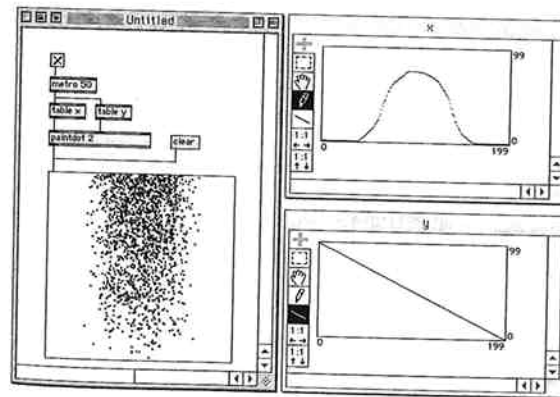 Untitled
metro 50
table x
table y
paintdot 2
clear
x
1:1
1:1
99
0
0
199
y
1:1
1:1
99
0
0
199